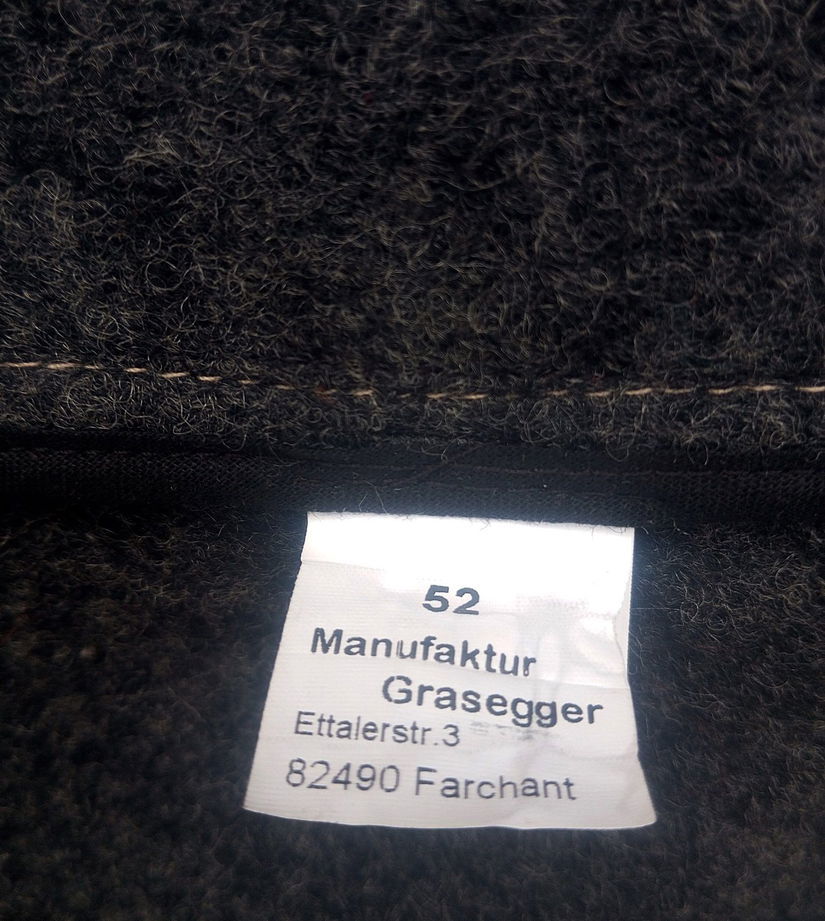 52
Manufaktur
Grasegger
Ettalerstr.3
82490 Farchant